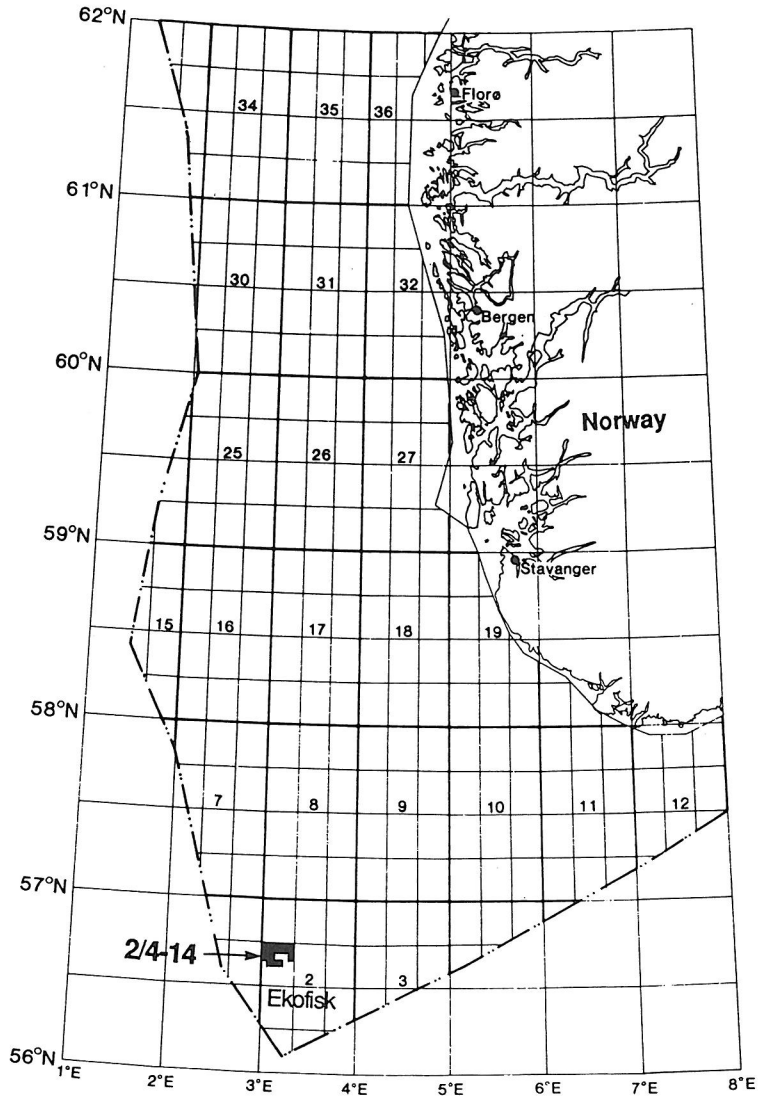 62°N
34 35 36
Florø
61°N
30 31 32
Bergen
60°N
Norway
25 26 27
59°N
Stavanger
15 16 17 18 19
58°N
7 8 9 10 11 12
57°N
2/4-14
2 3
Ekofisk
56°N
1°E 2°E 3°E 4°E 5°E 6°E 7°E 8°E